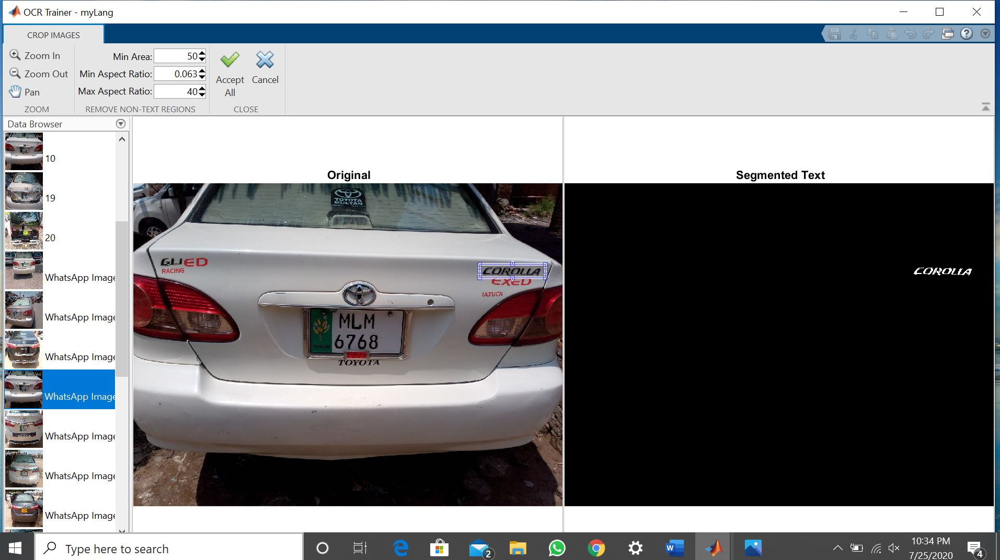 OCR Trainer - myLang
CROP IMAGES
Zoom In
Zoom Out
Pan
ZOOM
Min Area: 50
Min Aspect Ratio: 0.063
Max Aspect Ratio: 40
REMOVE NON-TEXT REGIONS
Accept All
Cancel
CLOSE
Data Browser
10
19
20
WhatsApp Image
WhatsApp Image
WhatsApp Image
WhatsApp Image
WhatsApp Image
WhatsApp Image
WhatsApp Image
Original
TOYOTA
MULTAN
GLI ED
RACING
COROLLA
EXED
ULTUCH
MLM
PUNJAB 6768
TOYOTA
Segmented Text
COROLLA
Type here to search
2
W
10:34 PM
7/25/2020
4